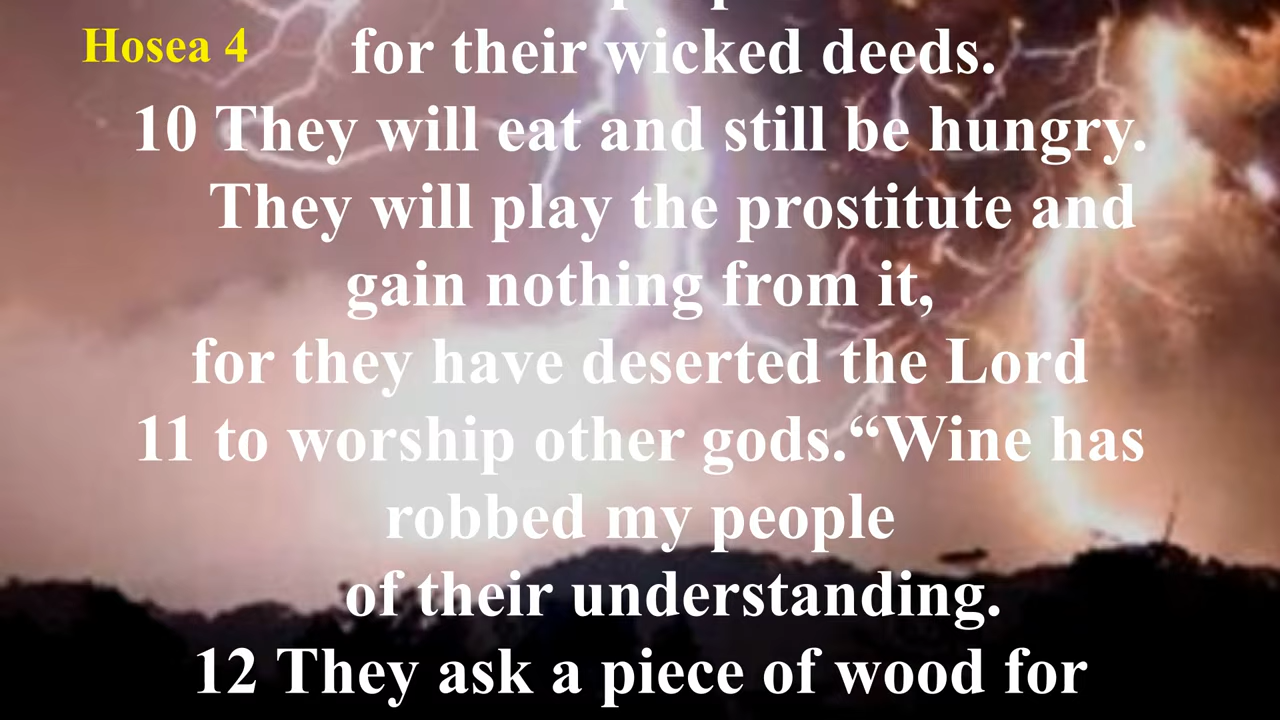 Hosea 4
for their wicked deeds.
10 They will eat and still be hungry.
They will play the prostitute and
gain nothing from it,
for they have deserted the Lord
11 to worship other gods.“Wine has
robbed my people
of their understanding.
12 They ask a piece of wood for